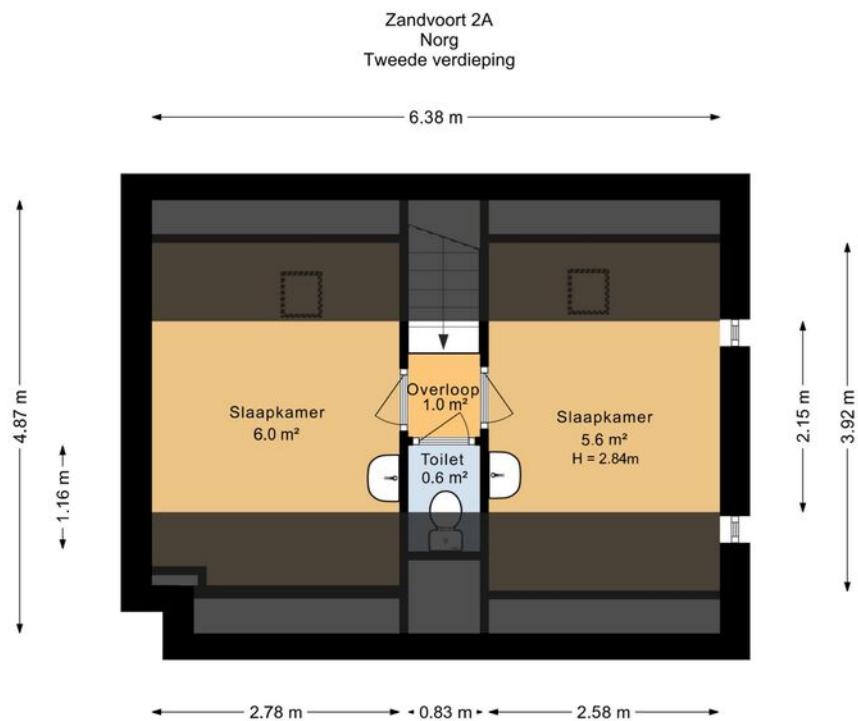 Zandvoort 2A
Norg
Tweede verdieping
6.38 m
4.87 m
1.16 m
Slaapkamer
6.0 m²
Overloop
1.0 m²
Toilet
0.6 m²
Slaapkamer
5.6 m²
H = 2.84m
2.15 m
3.92 m
2.78 m
0.83 m
2.58 m